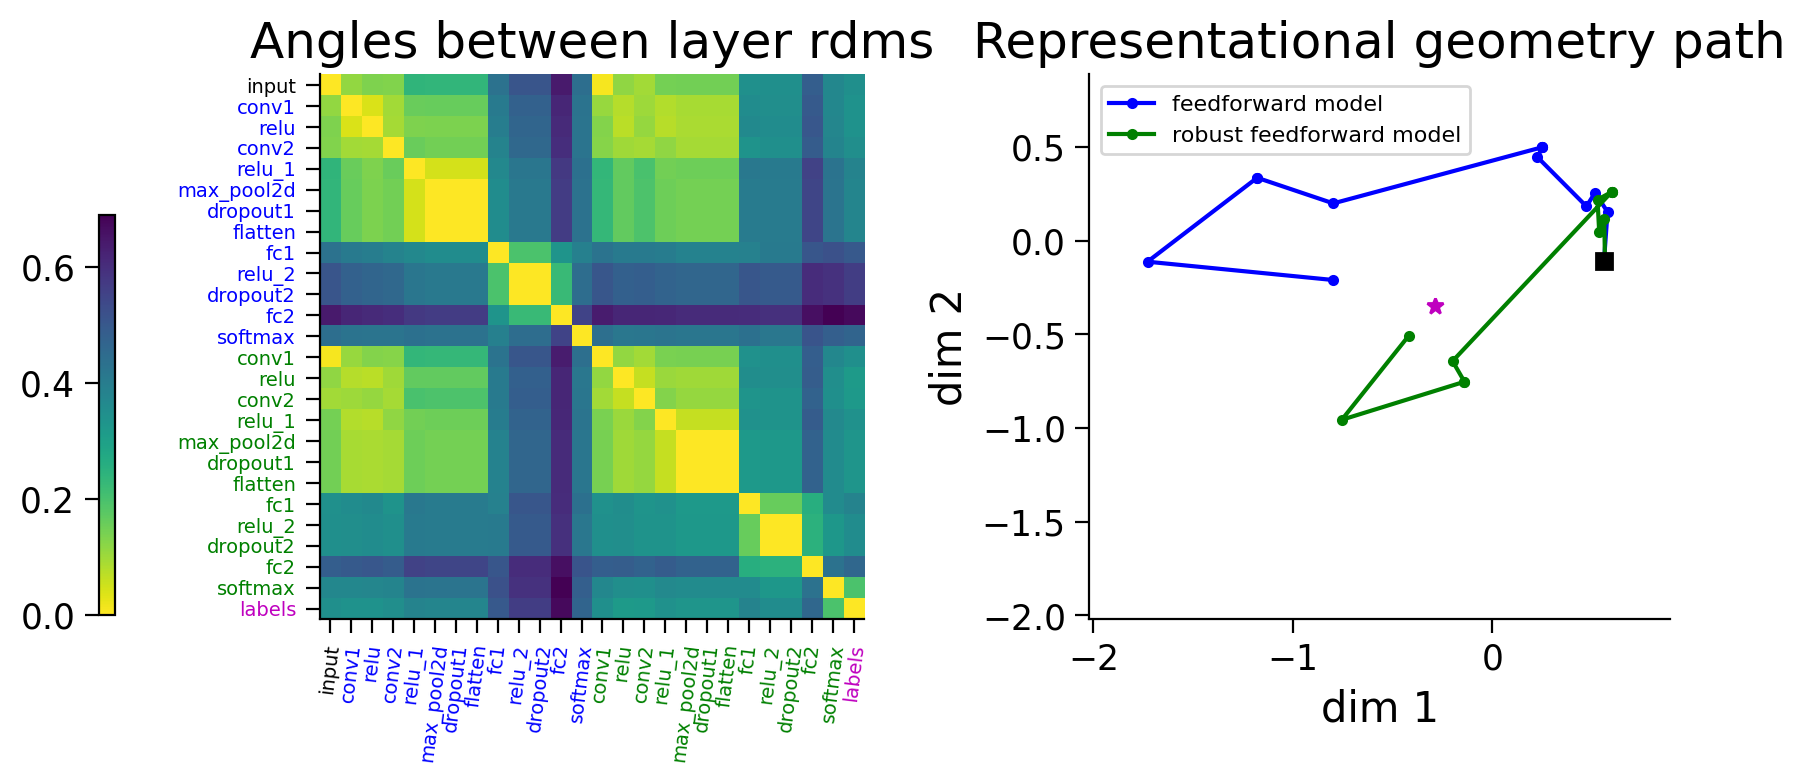 Angles between layer rdms
0.6
0.4
0.2
0.0
input
conv1
relu
conv2
relu_1
max_pool2d
dropout1
flatten
fc1
relu_2
dropout2
fc2
softmax
conv1
relu
conv2
relu_1
max_pool2d
dropout1
flatten
fc1
relu_2
dropout2
fc2
softmax
labels
input
conv1
relu
conv2
relu_1
max_pool2d
dropout1
flatten
fc1
relu_2
dropout2
fc2
softmax
conv1
relu
conv2
relu_1
max_pool2d
dropout1
flatten
fc1
relu_2
dropout2
fc2
softmax
labels
Representational geometry path
feedforward model
robust feedforward model
dim 2
0.5
0.0
−0.5
−1.0
−1.5
−2.0
−2
−1
0
dim 1